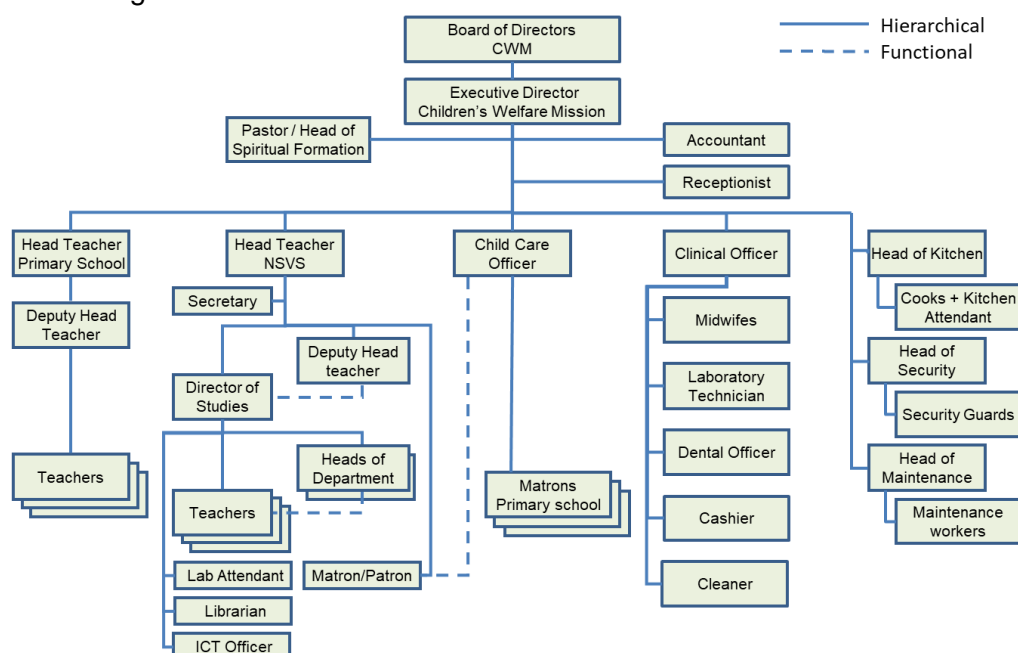 Board of Directors
CWM
Hierarchical
Functional
Executive Director
Children's Welfare Mission
Pastor / Head of
Spiritual Formation
Accountant
Receptionist
Head Teacher
Primary School
Head Teacher
NSVS
Child Care
Officer
Clinical Officer
Head of Kitchen
Secretary
Cooks + Kitchen
Attendant
Deputy Head
Teacher
Midwifes
Deputy Head
teacher
Head of
Security
Director of
Studies
Laboratory
Technician
Security Guards
Teachers
Heads of
Department
Dental Officer
Head of
Maintenance
Matrons
Primary school
Teachers
Cashier
Maintenance
workers
Lab Attendant
Matron/Patron
Cleaner
Librarian
ICT Officer